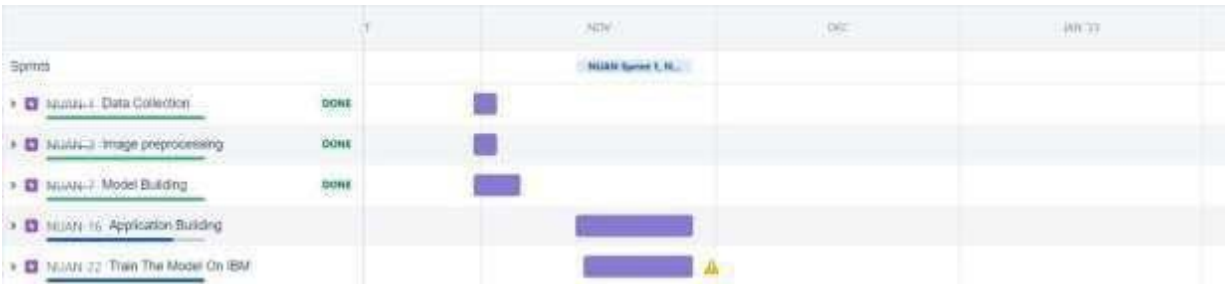 T NOV DEC JAN '23
Sprints NUAN Sprint 1, N...
NUAN-1 Data Collection DONE
NUAN-3 Image preprocessing DONE
NUAN-7 Model Building DONE
NUAN-16 Application Building
NUAN-22 Train The Model On IBM